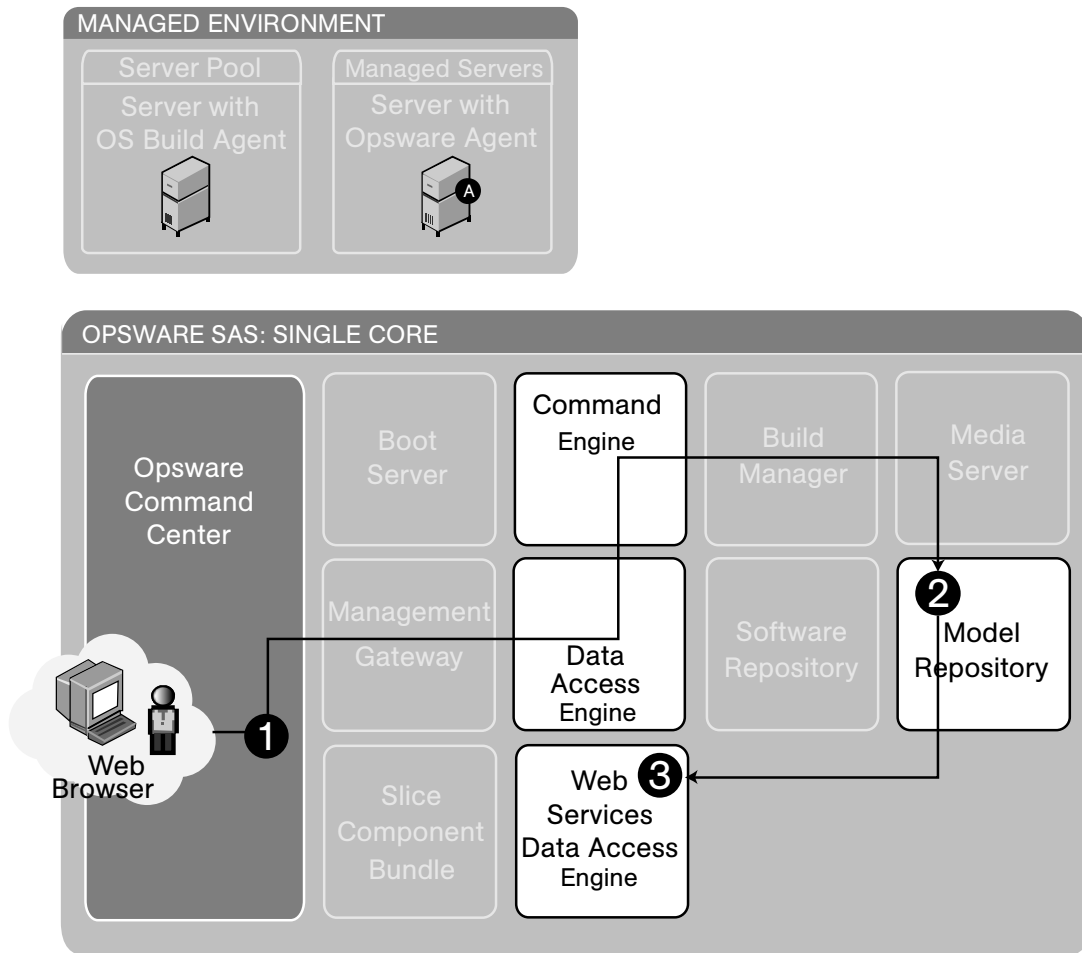 MANAGED ENVIRONMENT
Server Pool
Server with
OS Build Agent
Managed Servers
Server with
Opsware Agent
A
OPSWARE SAS: SINGLE CORE
Opsware
Command
Center
Boot
Server
Command
Engine
Build
Manager
Media
Server
Management
Gateway
Data
Access
Engine
Software
Repository
2
Model
Repository
1
Web
Browser
Slice
Component
Bundle
Web
3
Services
Data Access
Engine